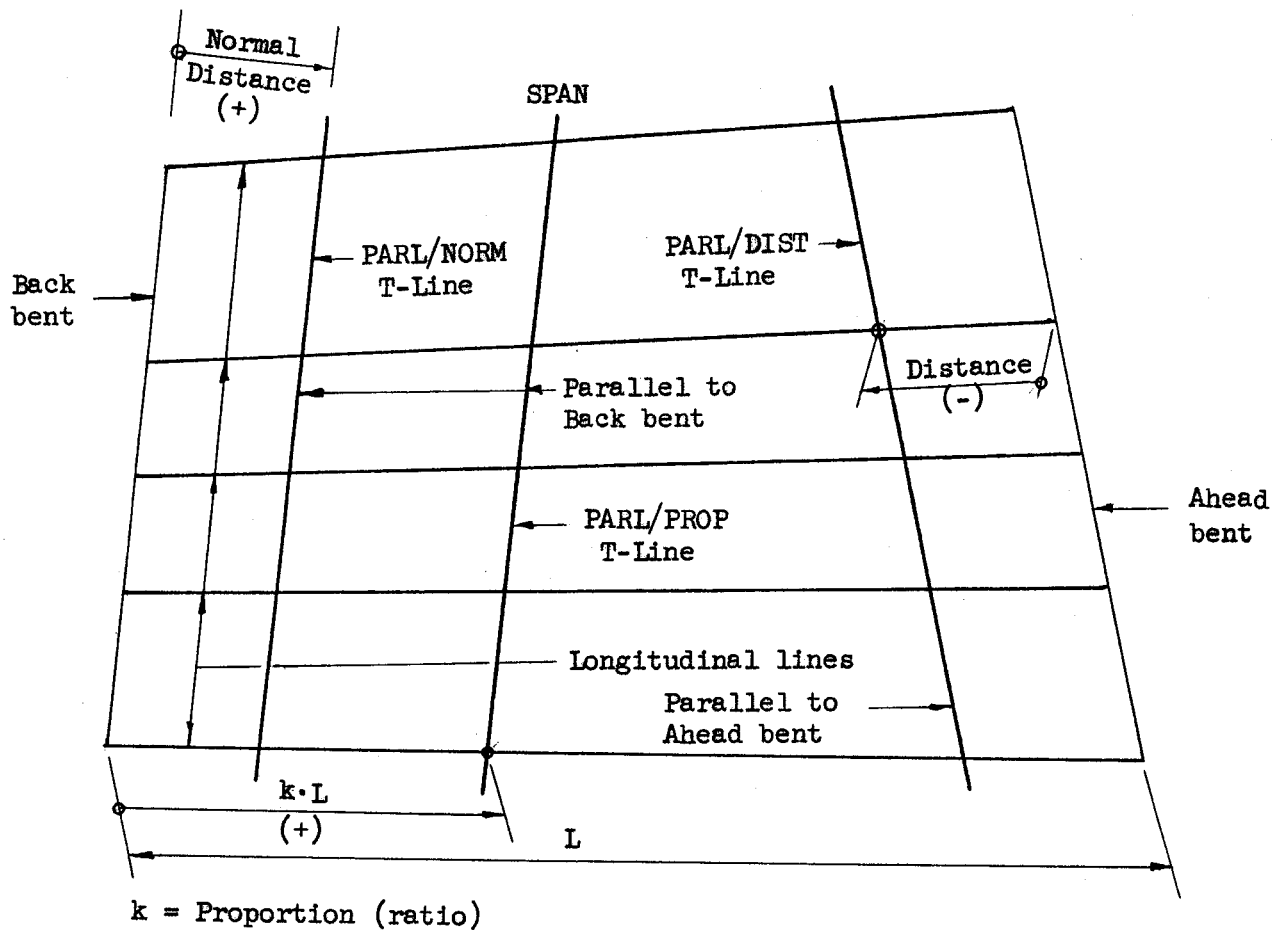 Normal
Distance
(+)
SPAN
PARL/NORM
T-Line
PARL/DIST
T-Line
Back
bent
Distance
(-)
Parallel to
Back bent
PARL/PROP
T-Line
Ahead
bent
Longitudinal lines
Parallel to
Ahead bent
k·L
(+)
L
k = Proportion (ratio)